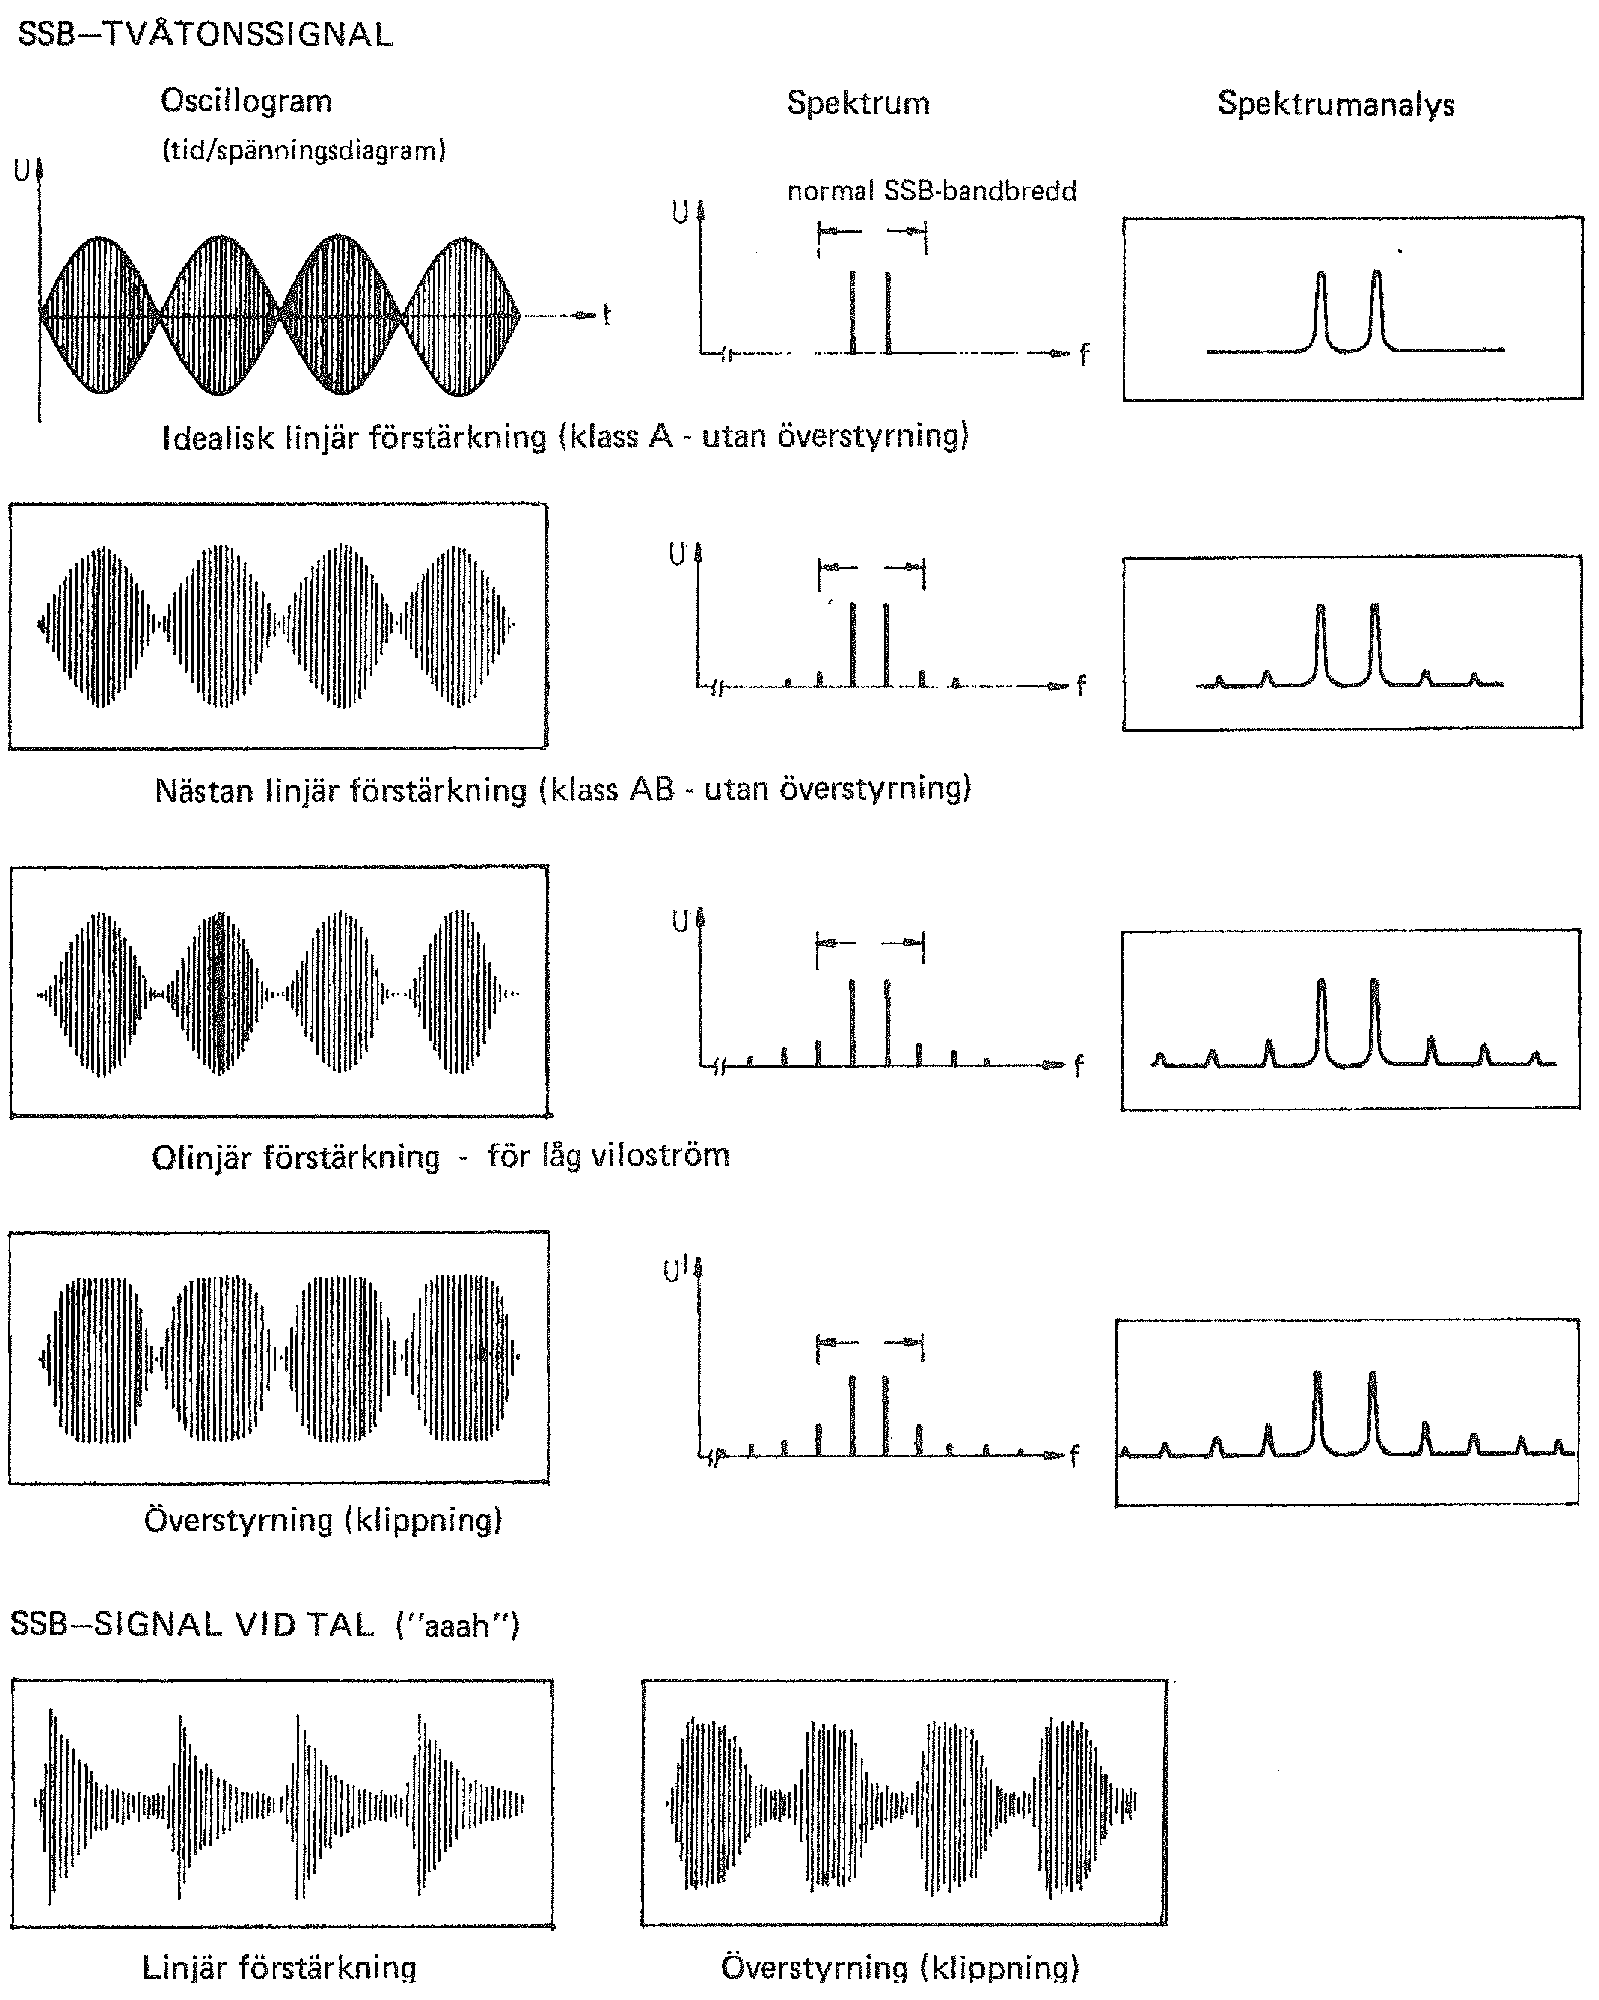 SSB–TVÅTONSSIGNAL
Oscillogram
Spektrum
Spektrumanalys
(tid/spänningsdiagram)
U
normal SSB-bandbredd
U
t
f
Idealisk linjär förstärkning (klass A - utan överstyrning)
U
f
Nästan linjär förstärkning (klass AB - utan överstyrning)
U
f
Olinjär förstärkning - för låg viloström
U
f
Överstyrning (klippning)
SSB–SIGNAL VID TAL (″aaah″)
Linjär förstärkning
Överstyrning (klippning)